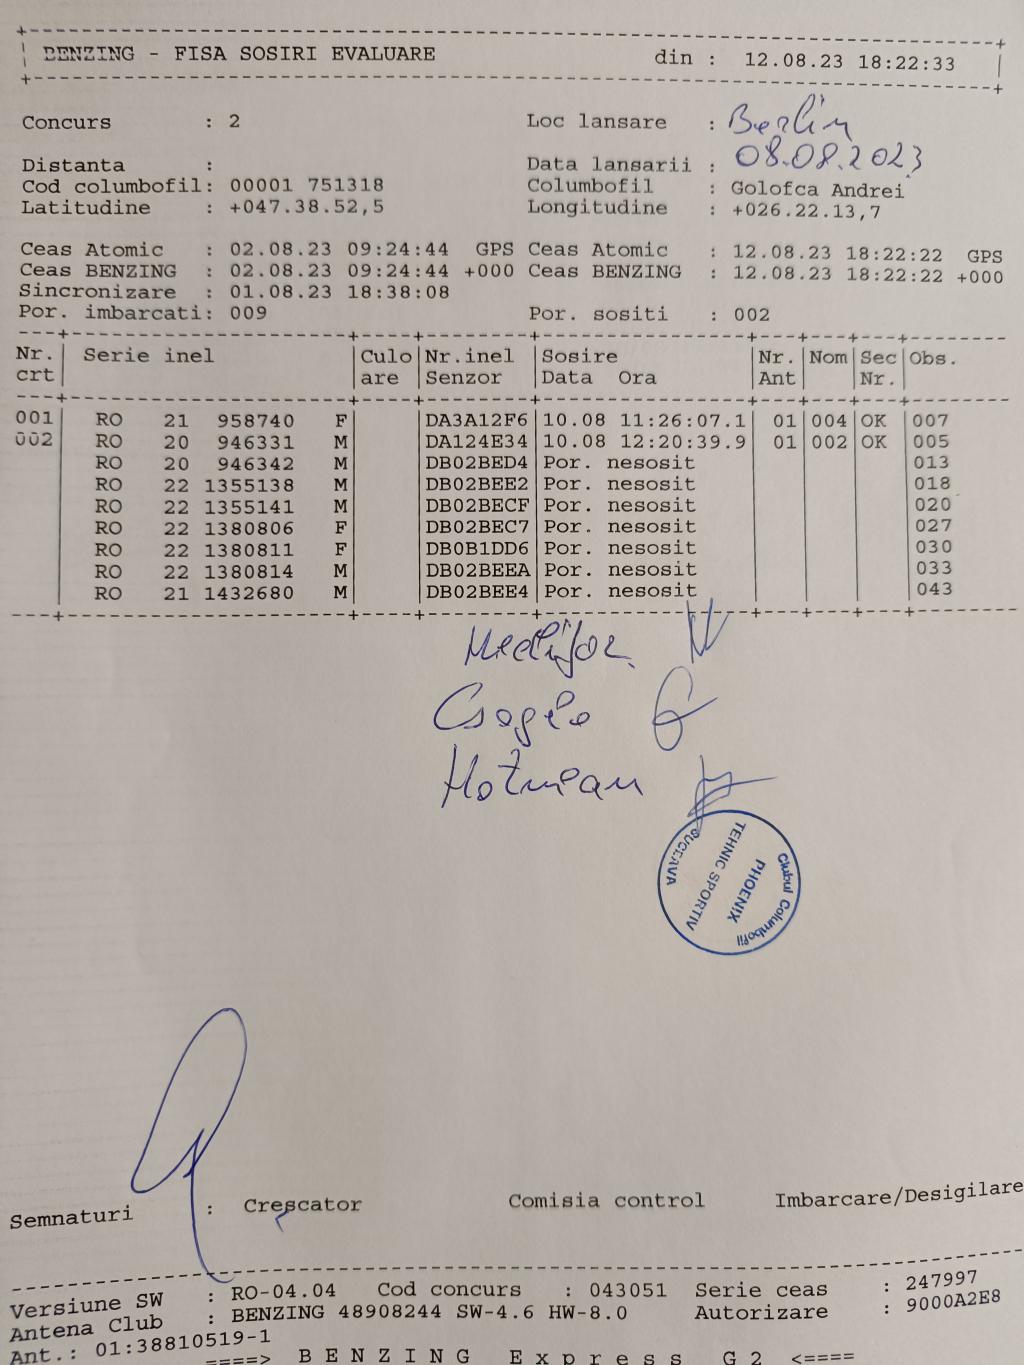 BENZING - FISA SOSIRI EVALUARE din : 12.08.23 18:22:33
Concurs : 2 Loc lansare : Berlin
Distanta : Data lansarii : 08.08.2023
Cod columbofil: 00001 751318 Columbofil : Golofca Andrei
Latitudine : +047.38.52,5 Longitudine : +026.22.13,7
Ceas Atomic : 02.08.23 09:24:44 GPS Ceas Atomic : 12.08.23 18:22:22 GPS
Ceas BENZING : 02.08.23 09:24:44 +000 Ceas BENZING : 12.08.23 18:22:22 +000
Sincronizare : 01.08.23 18:38:08
Por. imbarcati: 009 Por. sositi : 002
Nr. Serie inel Culo Nr.inel Sosire Nr. Nom Sec Obs.
crt are Senzor Data Ora Ant Nr.
001 RO 21 958740 F DA3A12F6 10.08 11:26:07.1 01 004 OK 007
002 RO 20 946331 M DA124E34 10.08 12:20:39.9 01 002 OK 005
RO 20 946342 M DB02BED4 Por. nesosit 013
RO 22 1355138 M DB02BEE2 Por. nesosit 018
RO 22 1355141 M DB02BECF Por. nesosit 020
RO 22 1380806 F DB02BEC7 Por. nesosit 027
RO 22 1380811 F DB0B1DD6 Por. nesosit 030
RO 22 1380814 M DB02BEEA Por. nesosit 033
RO 21 1432680 M DB02BEE4 Por. nesosit 043
Hotnean
Clubul Columbofil
PHOENIX
TEHNIC SPORTIV
SUCEAVA
Semnaturi : Crescator Comisia control Imbarcare/Desigilare
Versiune SW : RO-04.04 Cod concurs : 043051 Serie ceas : 247997
Antena Club : BENZING 48908244 SW-4.6 HW-8.0 Autorizare : 9000A2E8
Ant.: 01:38810519-1
====> B E N Z I N G E x p r e s s G 2 <====